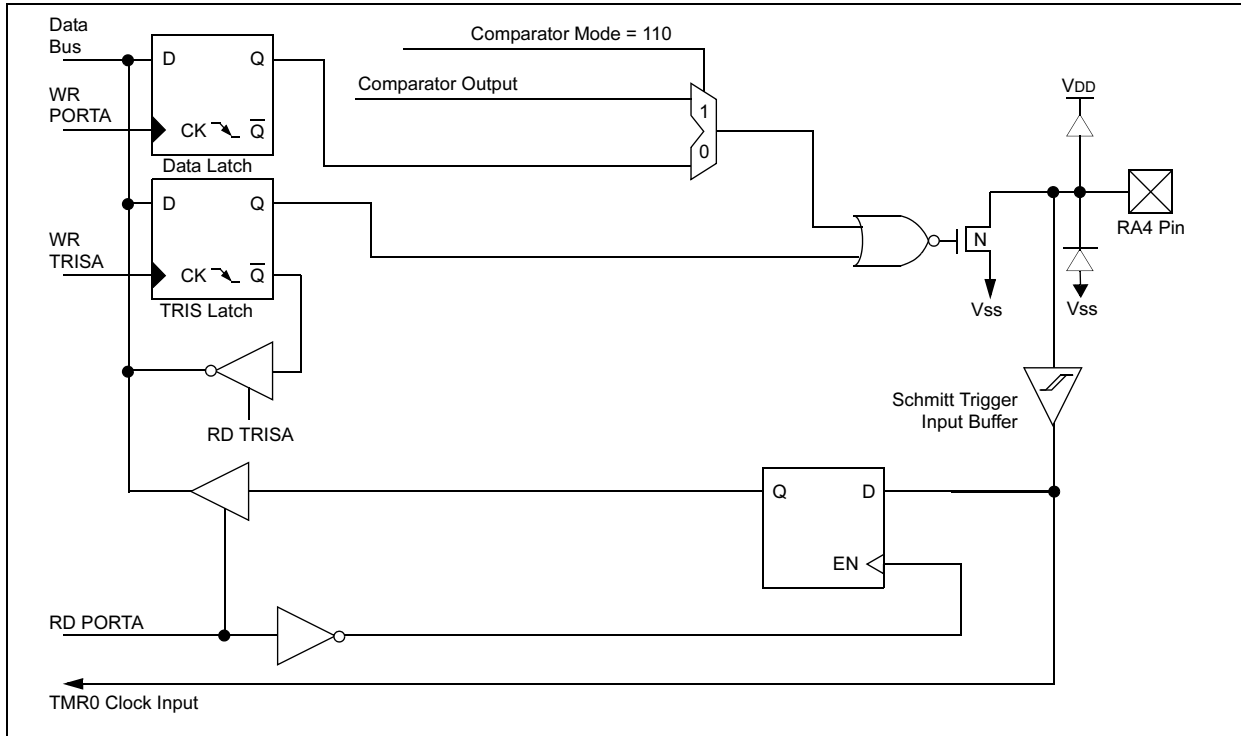 Data
Bus
D
Q
WR
PORTA
CK
Q
Data Latch
Comparator Mode = 110
Comparator Output
1
0
VDD
RA4 Pin
D
Q
WR
TRISA
CK
Q
TRIS Latch
N
Vss
Vss
RD TRISA
Schmitt Trigger
Input Buffer
Q
D
EN
RD PORTA
TMR0 Clock Input